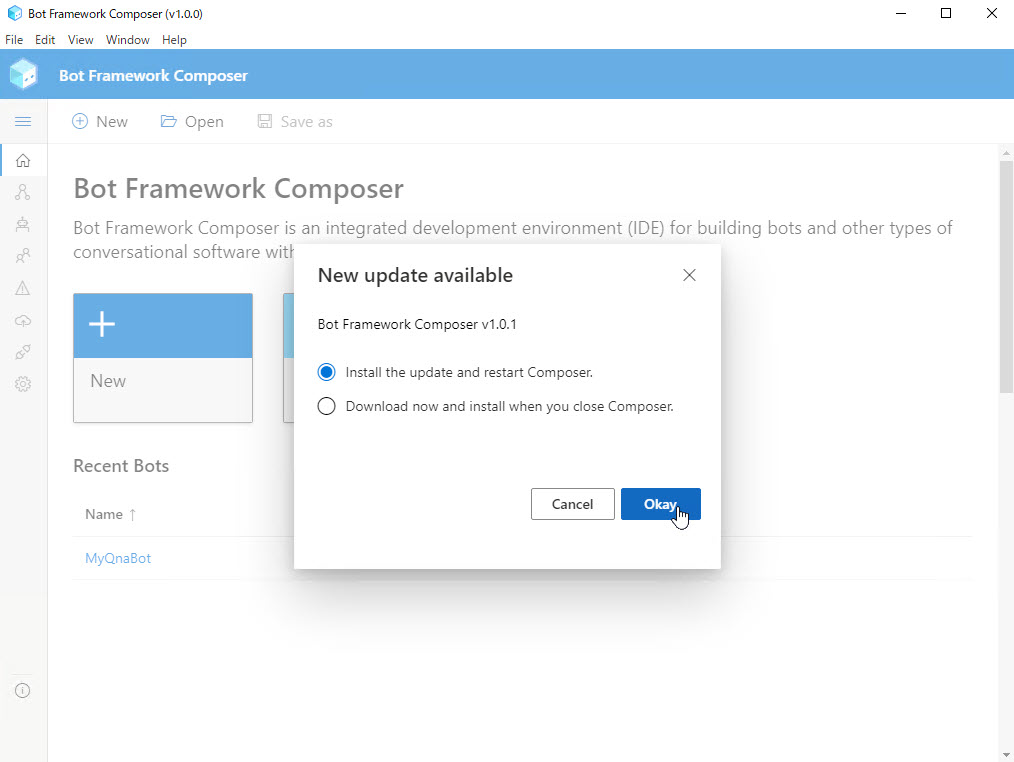 Bot Framework Composer (v1.0.0)
File Edit View Window Help
Bot Framework Composer
New Open Save as
Bot Framework Composer
Bot Framework Composer is an integrated development environment (IDE) for building bots and other types of
conversational software with
New update available
Bot Framework Composer v1.0.1
Install the update and restart Composer.
Download now and install when you close Composer.
Cancel Okay
New
Recent Bots
Name ↑
MyQnaBot